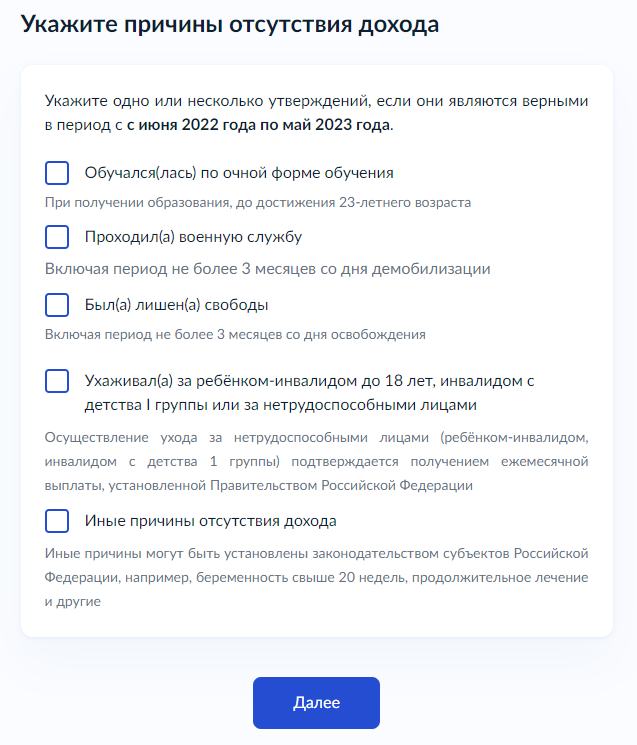 Укажите причины отсутствия дохода
Укажите одно или несколько утверждений, если они являются верными
в период с с июня 2022 года по май 2023 года.
Обучался(лась) по очной форме обучения
При получении образования, до достижения 23-летнего возраста
Проходил(а) военную службу
Включая период не более 3 месяцев со дня демобилизации
Был(а) лишен(а) свободы
Включая период не более 3 месяцев со дня освобождения
Ухаживал(а) за ребёнком-инвалидом до 18 лет, инвалидом с
детства I группы или за нетрудоспособными лицами
Осуществление ухода за нетрудоспособными лицами (ребёнком-инвалидом,
инвалидом с детства 1 группы) подтверждается получением ежемесячной
выплаты, установленной Правительством Российской Федерации
Иные причины отсутствия дохода
Иные причины могут быть установлены законодательством субъектов Российской
Федерации, например, беременность свыше 20 недель, продолжительное лечение
и другие
Далее